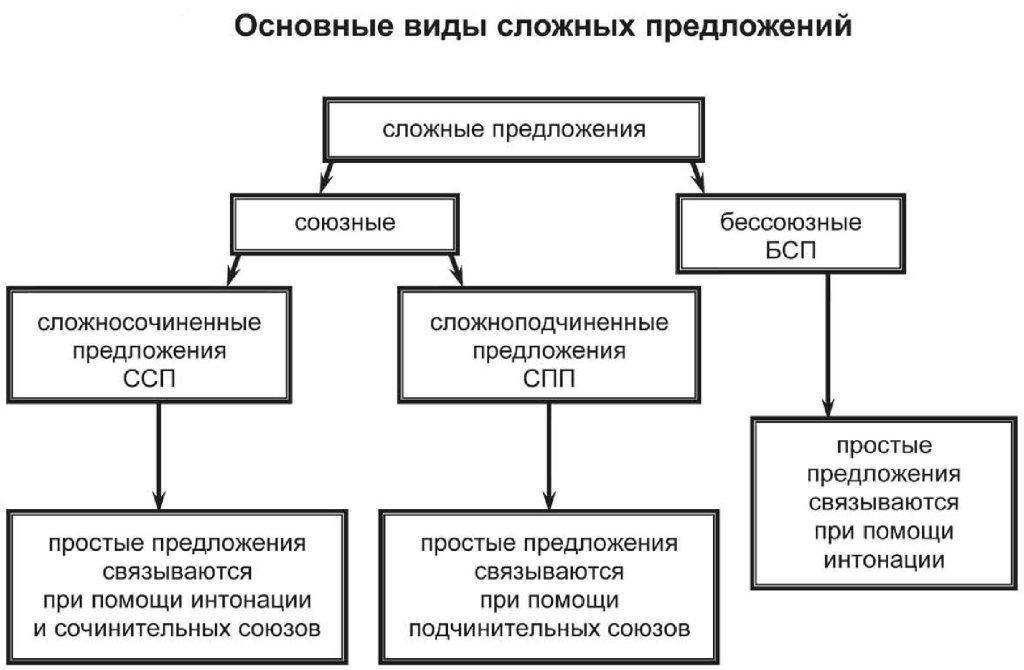 Основные виды сложных предложений
сложные предложения
союзные
бессоюзные
БСП
сложносочиненные
предложения
ССП
сложноподчиненные
предложения
СПП
простые предложения
связываются
при помощи интонации
и сочинительных союзов
простые предложения
связываются
при помощи
подчинительных союзов
простые
предложения
связываются
при помощи
интонации